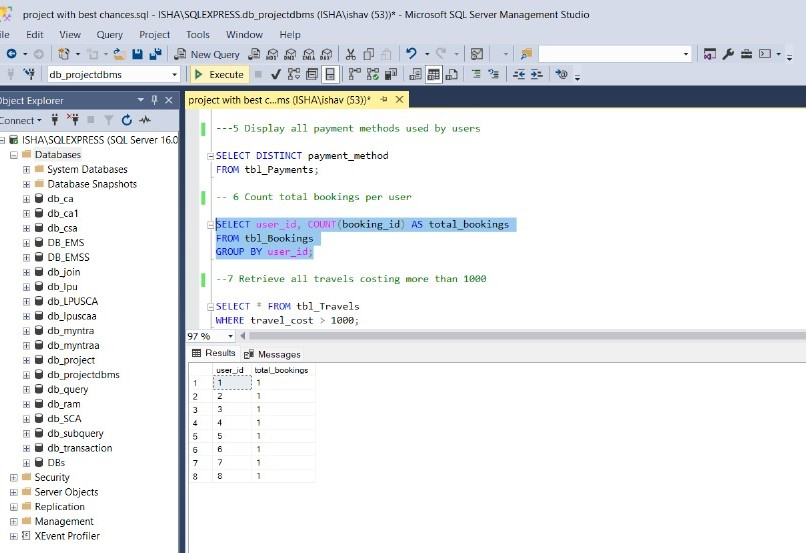 project with best chances.sql - ISHA\SQLEXPRESS.db_projectdbms (ISHA\ishav (53))* - Microsoft SQL Server Management Studio
File Edit View Query Project Tools Window Help
New Query
db_projectdbms Execute
Object Explorer
Connect
ISHA\SQLEXPRESS (SQL Server 16.0
Databases
System Databases
Database Snapshots
db_ca
db_ca1
db_csa
DB_EMS
DB_EMSS
db_join
db_lpu
db_LPUSCA
db_lpuscaa
db_myntra
db_myntraa
db_project
db_projectdbms
db_query
db_ram
db_SCA
db_subquery
db_transaction
DBs
Security
Server Objects
Replication
Management
XEvent Profiler
project with best c...ms (ISHA\ishav (53))*
---5 Display all payment methods used by users
SELECT DISTINCT payment_method
FROM tbl_Payments;
-- 6 Count total bookings per user
SELECT user_id, COUNT(booking_id) AS total_bookings
FROM tbl_Bookings
GROUP BY user_id;
--7 Retrieve all travels costing more than 1000
SELECT * FROM tbl_Travels
WHERE travel_cost > 1000;
97 %
Results Messages
user_id total_bookings
1 1 1
2 2 1
3 3 1
4 4 1
5 5 1
6 6 1
7 7 1
8 8 1